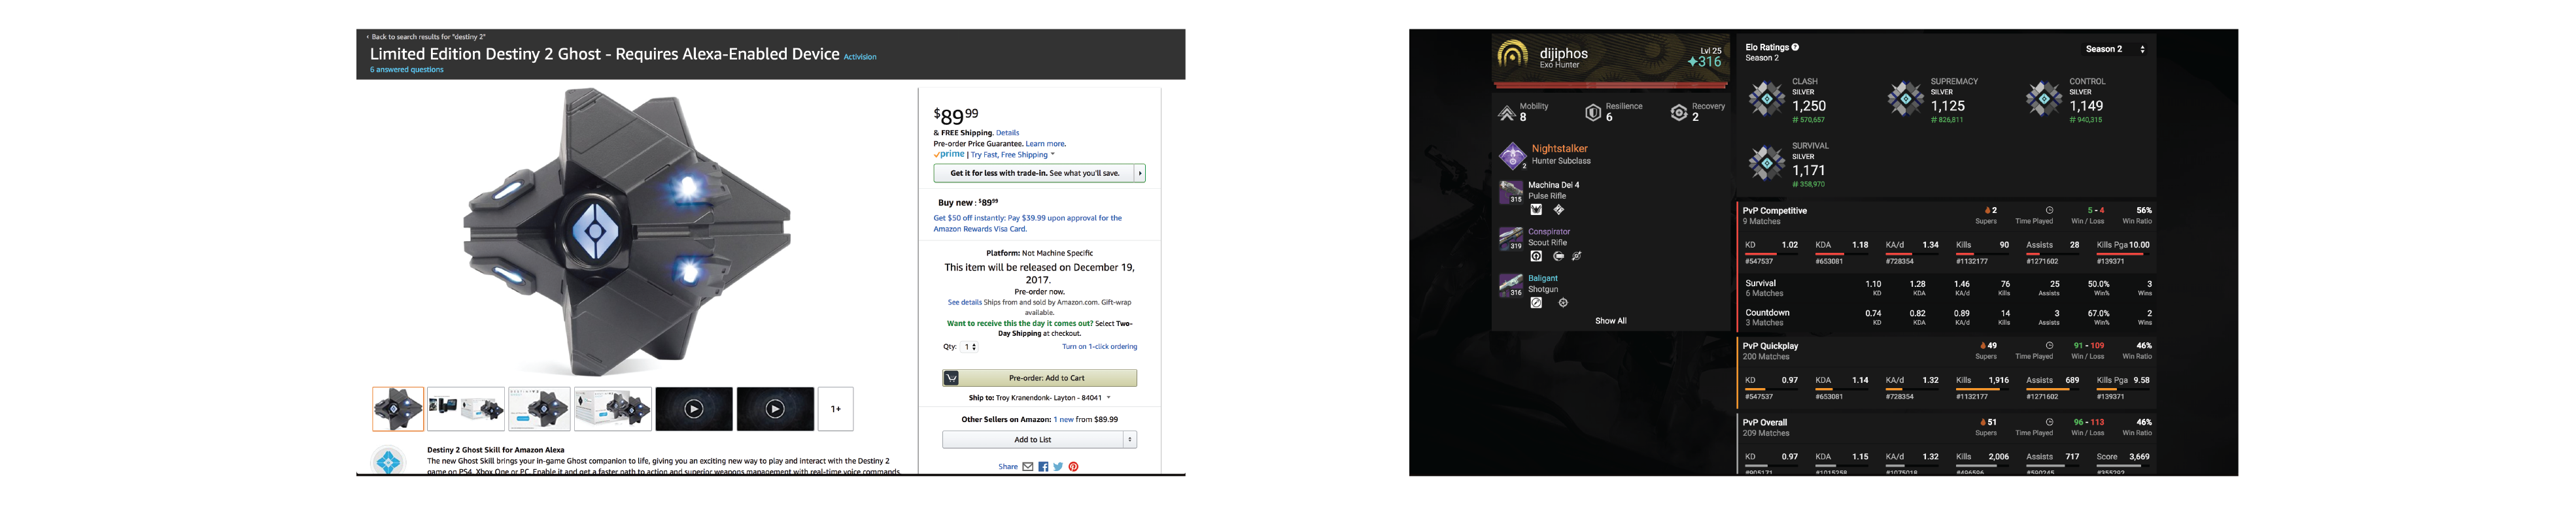 ‹ Back to search results for "destiny 2"
Limited Edition Destiny 2 Ghost - Requires Alexa-Enabled Device Activision
6 answered questions
$89 99
& FREE Shipping. Details
Pre-order Price Guarantee. Learn more.
prime | Try Fast, Free Shipping
Get it for less with trade-in. See what you'll save.
Buy new : $89 99
Get $50 off instantly: Pay $39.99 upon approval for the
Amazon Rewards Visa Card.
Platform: Not Machine Specific
This item will be released on December 19,
2017.
Pre-order now.
See details Ships from and sold by Amazon.com. Gift-wrap
available.
Want to receive this the day it comes out? Select Two-
Day Shipping at checkout.
Qty: 1
Turn on 1-click ordering
Pre-order: Add to Cart
Ship to: Troy Kranendonk- Layton - 84041
Other Sellers on Amazon: 1 new from $89.99
Add to List
Share
1+
Destiny 2 Ghost Skill for Amazon Alexa
The new Ghost Skill brings your in-game Ghost companion to life, giving you an exciting new way to play and interact with the Destiny 2
game on PS4, Xbox One or PC. Enable it and get a faster path to action and superior weapons management with real-time voice commands.
dijiphos
Exo Hunter
Lvl 25
316
Mobility
8
Resilience
6
Recovery
2
Nightstalker
Hunter Subclass
2
Machina Dei 4
Pulse Rifle
315
Conspirator
Scout Rifle
319
Baligant
Shotgun
316
Show All
Elo Ratings
Season 2
Season 2
CLASH
SILVER
1,250
# 570,657
SUPREMACY
SILVER
1,125
# 826,811
CONTROL
SILVER
1,149
# 940,315
SURVIVAL
SILVER
1,171
# 358,970
PvP Competitive 2 5 - 4 56%
9 Matches Supers Time Played Win / Loss Win Ratio
KD 1.02 KDA 1.18 KA/d 1.34 Kills 90 Assists 28 Kills Pga 10.00
#547537 #653081 #728354 #1132177 #1271602 #139371
Survival 1.10 1.28 1.46 76 25 50.0% 3
6 Matches KD KDA KA/d Kills Assists Win% Wins
Countdown 0.74 0.82 0.89 14 3 67.0% 2
3 Matches KD KDA KA/d Kills Assists Win% Wins
PvP Quickplay 49 91 - 109 46%
200 Matches Supers Time Played Win / Loss Win Ratio
KD 0.97 KDA 1.14 KA/d 1.32 Kills 1,916 Assists 689 Kills Pga 9.58
#547537 #653081 #728354 #1132177 #1271602 #139371
PvP Overall 51 96 - 113 46%
209 Matches Supers Time Played Win / Loss Win Ratio
KD 0.97 KDA 1.15 KA/d 1.32 Kills 2,006 Assists 717 Score 3,669